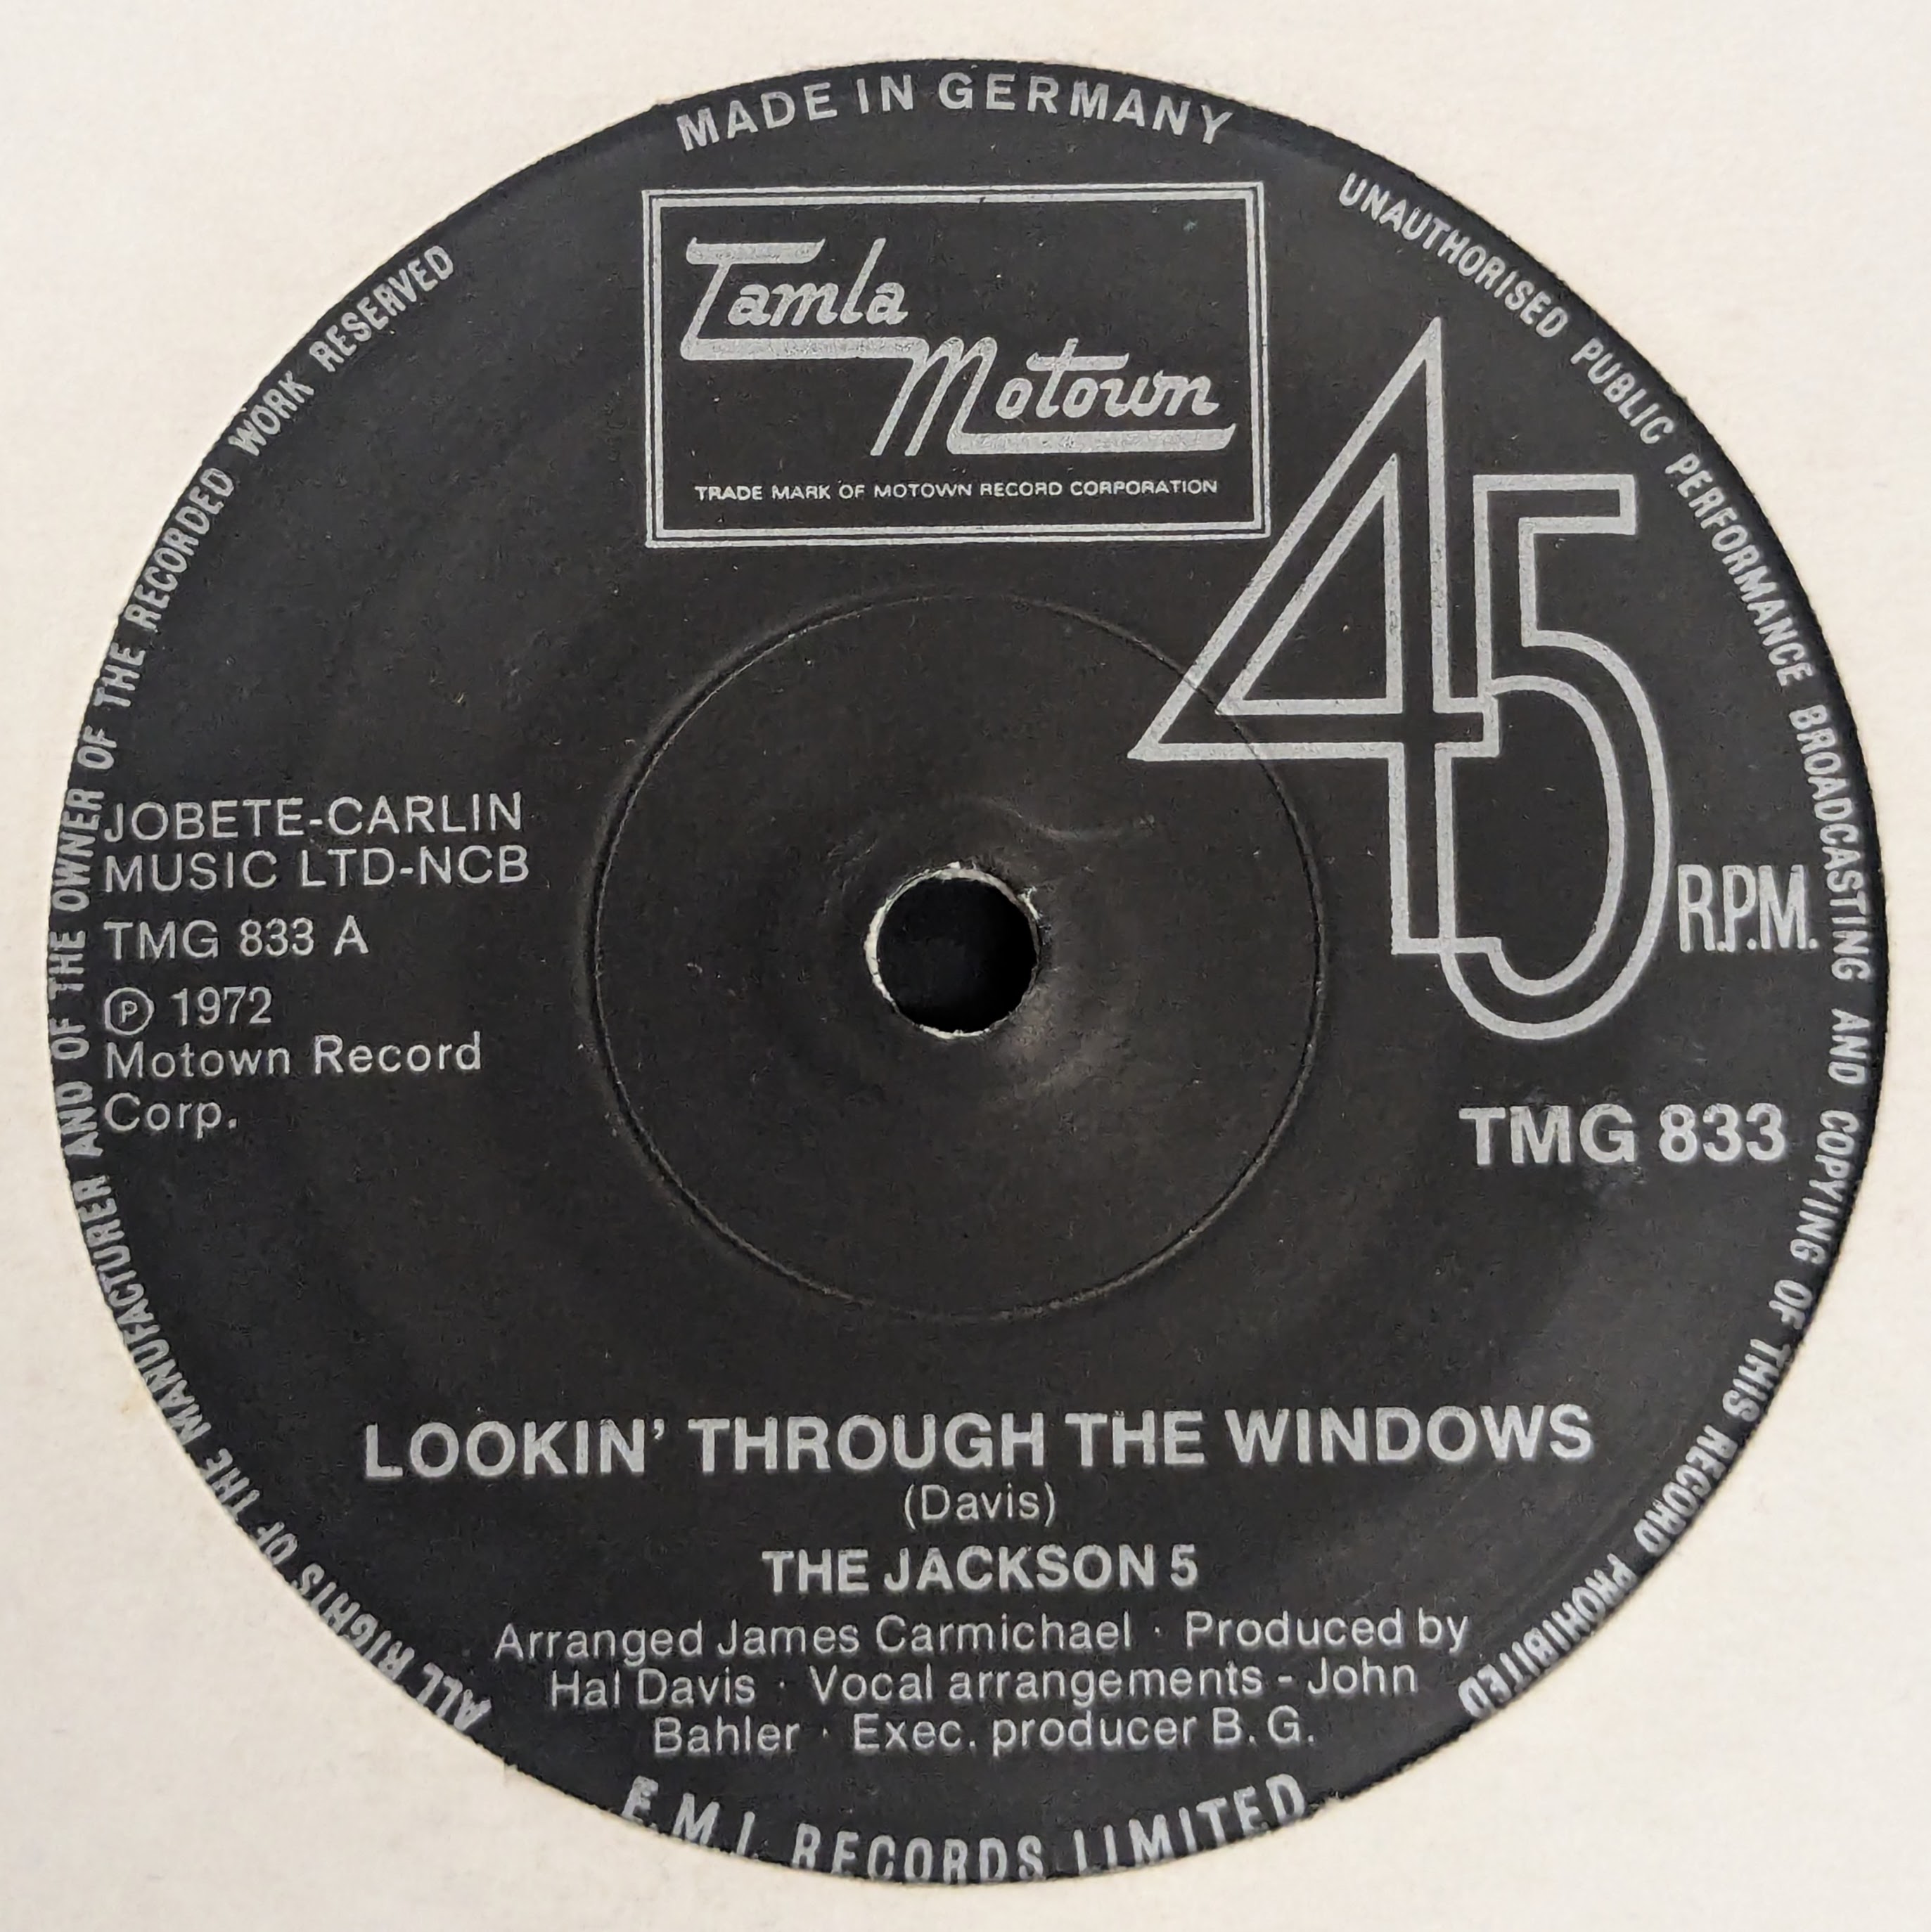 MADE IN GERMANY
UNAUTHORISED PUBLIC PERFORMANCE BROADCASTING AND COPYING OF THIS RECORD PROHIBITED
Tamla
Motown
TRADE MARK OF MOTOWN RECORD CORPORATION
45
R.P.M.
JOBETE-CARLIN
MUSIC LTD-NCB
TMG 833 A
Ⓟ 1972
Motown Record
Corp.
TMG 833
LOOKIN' THROUGH THE WINDOWS
(Davis)
THE JACKSON 5
Arranged James Carmichael · Produced by
Hal Davis · Vocal arrangements - John
Bahler · Exec. producer B. G.
E.M.I. RECORDS LIMITED
ALL RIGHTS OF THE MANUFACTURER AND OF THE OWNER OF THE RECORDED WORK RESERVED